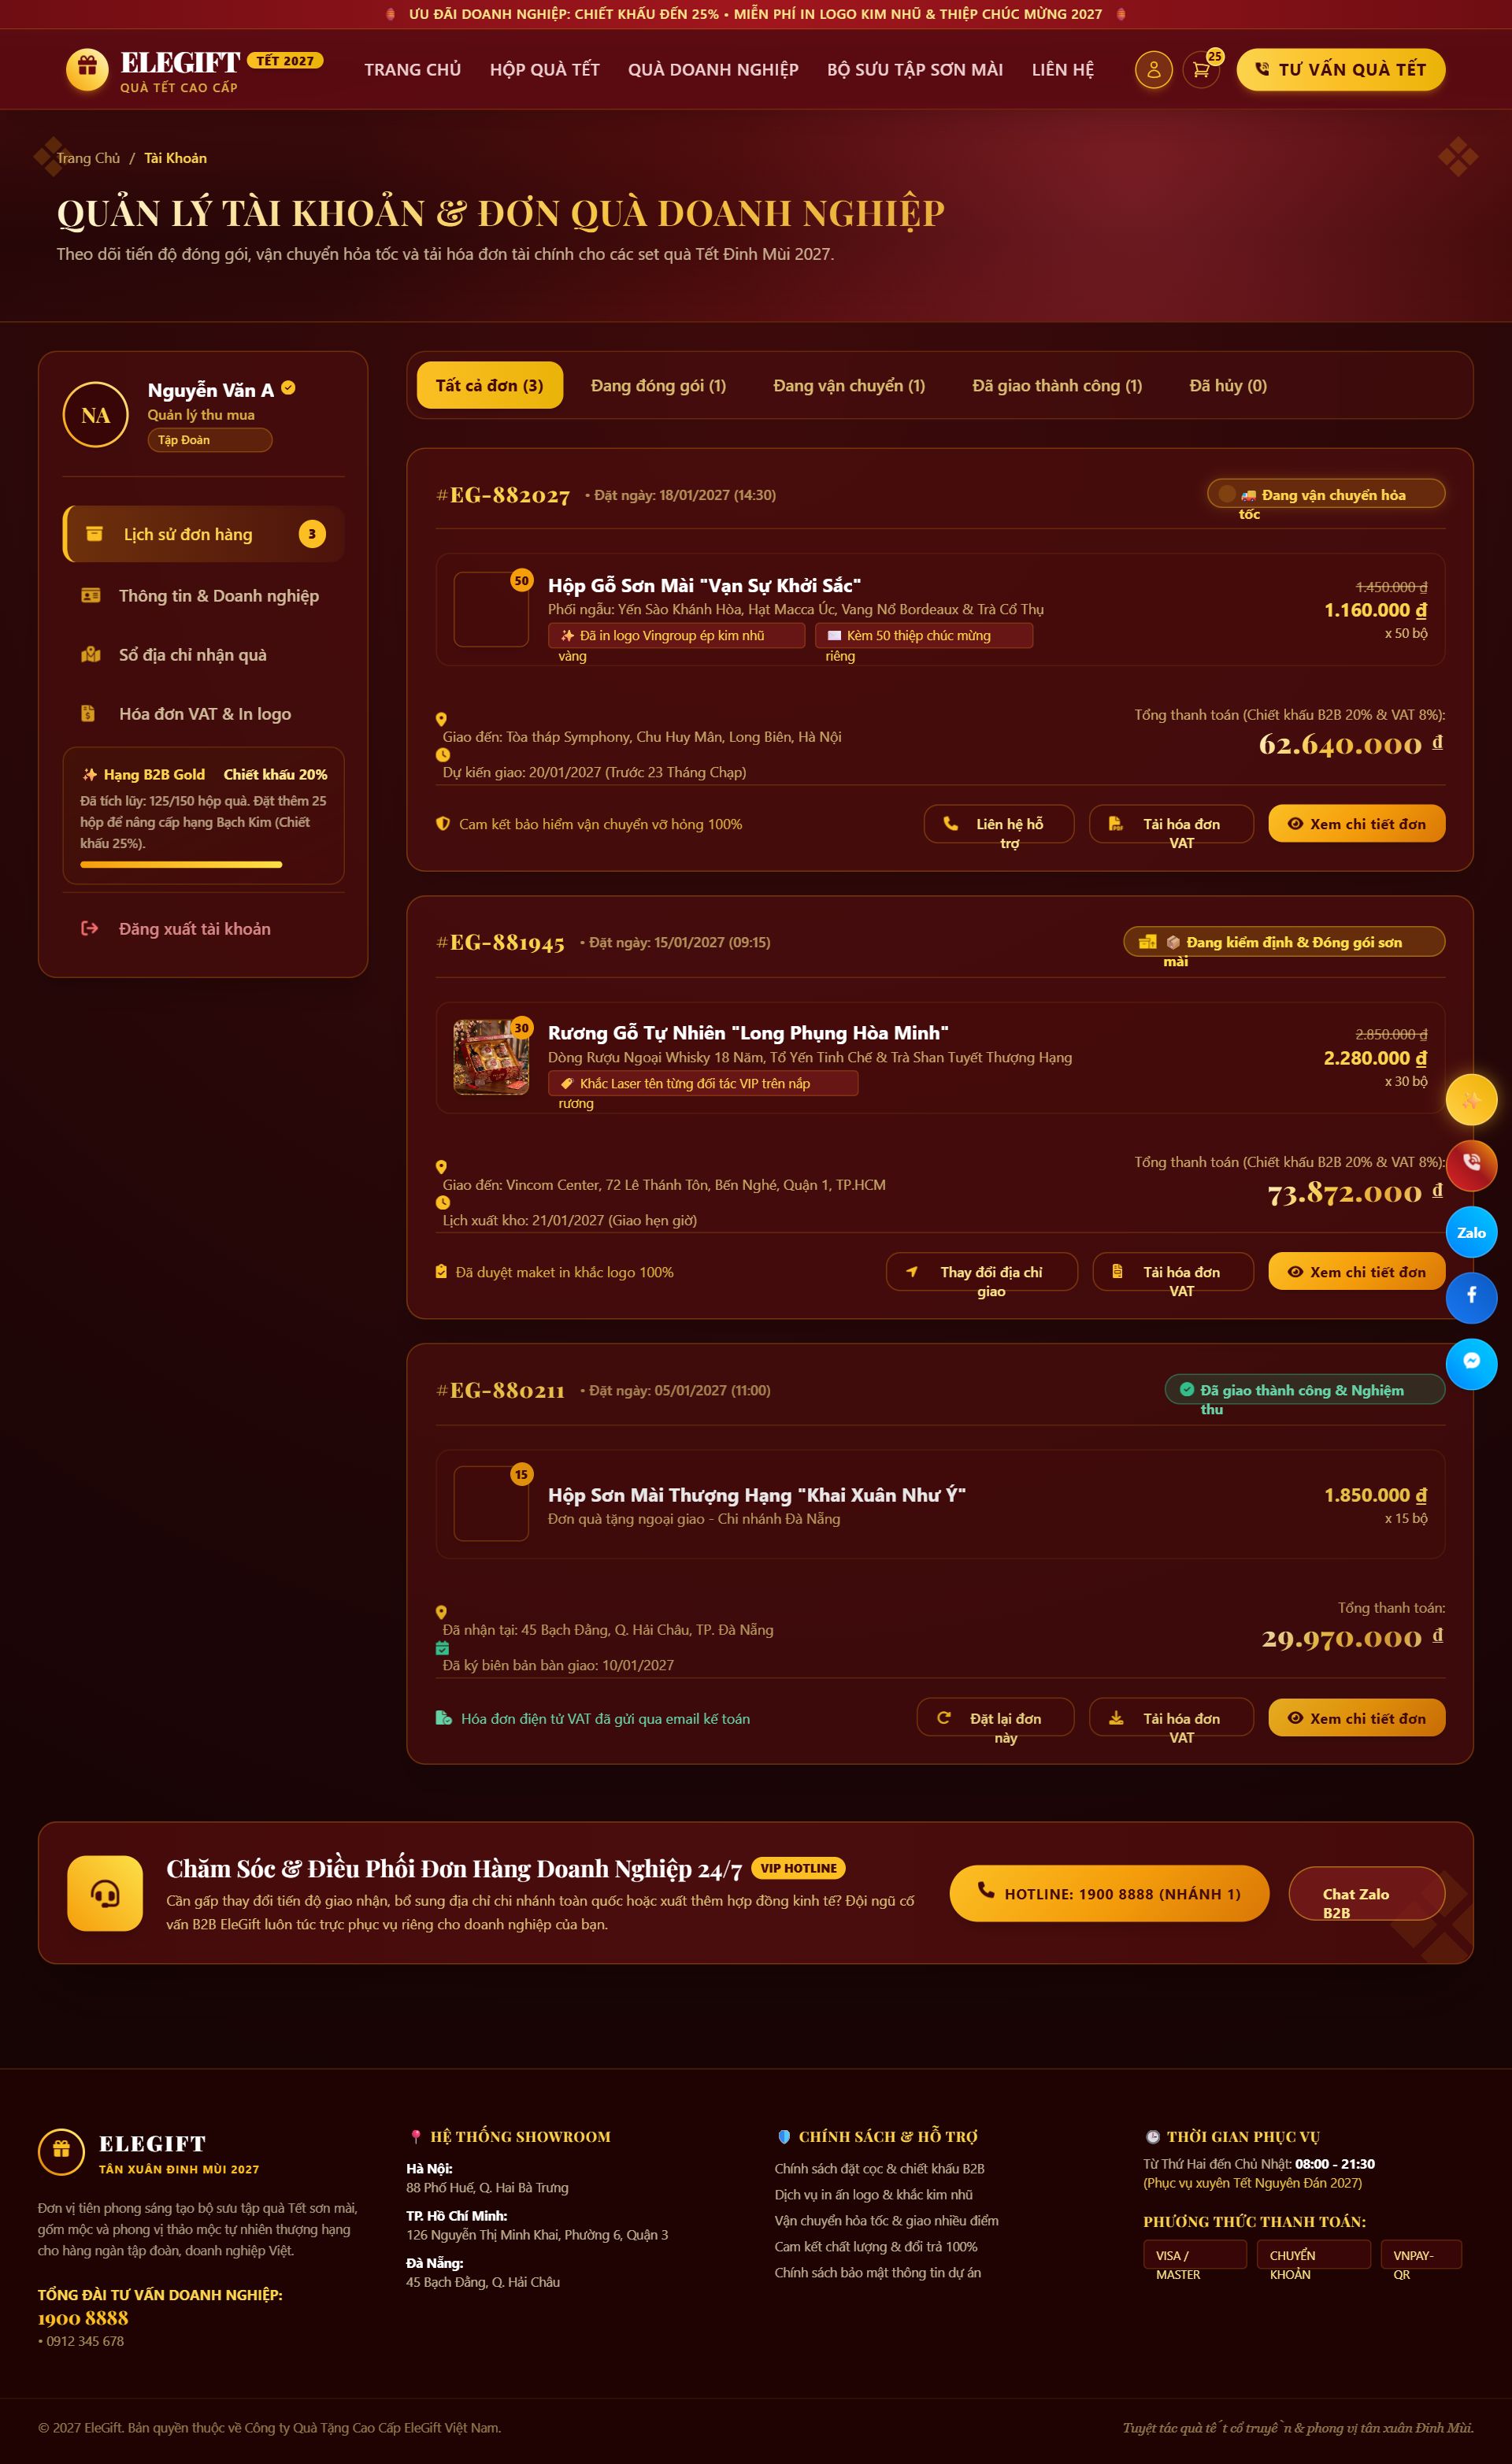 ƯU ĐÃI DOANH NGHIỆP: CHIẾT KHẤU ĐẾN 25% • MIỄN PHÍ IN LOGO KIM NHŨ & THIỆP CHÚC MỪNG 2027
ELEGIFT TẾT 2027
QUÀ TẾT CAO CẤP
TRANG CHỦ HỘP QUÀ TẾT QUÀ DOANH NGHIỆP BỘ SƯU TẬP SƠN MÀI LIÊN HỆ 25 TƯ VẤN QUÀ TẾT
Trang Chủ / Tài Khoản
QUẢN LÝ TÀI KHOẢN & ĐƠN QUÀ DOANH NGHIỆP
Theo dõi tiến độ đóng gói, vận chuyển hỏa tốc và tải hóa đơn tài chính cho các set quà Tết Đinh Mùi 2027.
NA
Nguyễn Văn A
Quản lý thu mua
Tập Đoàn
Lịch sử đơn hàng 3
Thông tin & Doanh nghiệp
Sổ địa chỉ nhận quà
Hóa đơn VAT & In logo
✨ Hạng B2B Gold Chiết khấu 20%
Đã tích lũy: 125/150 hộp quà. Đặt thêm 25
hộp để nâng cấp hạng Bạch Kim (Chiết
khấu 25%).
Đăng xuất tài khoản
Tất cả đơn (3) Đang đóng gói (1) Đang vận chuyển (1) Đã giao thành công (1) Đã hủy (0)
#EG-882027 • Đặt ngày: 18/01/2027 (14:30)
🚚 Đang vận chuyển hỏa
tốc
50
Hộp Gỗ Sơn Mài "Vạn Sự Khởi Sắc"
Phối ngẫu: Yến Sào Khánh Hòa, Hạt Macca Úc, Vang Nổ Bordeaux & Trà Cổ Thụ
✨ Đã in logo Vingroup ép kim nhũ
vàng
Kèm 50 thiệp chúc mừng
riêng
1.450.000 ₫
1.160.000 ₫
x 50 bộ
Giao đến: Tòa tháp Symphony, Chu Huy Mân, Long Biên, Hà Nội
Dự kiến giao: 20/01/2027 (Trước 23 Tháng Chạp)
Tổng thanh toán (Chiết khấu B2B 20% & VAT 8%):
62.640.000 ₫
Cam kết bảo hiểm vận chuyển vỡ hỏng 100%
Liên hệ hỗ
trợ
Tải hóa đơn
VAT
Xem chi tiết đơn
#EG-881945 • Đặt ngày: 15/01/2027 (09:15)
📦 Đang kiểm định & Đóng gói sơn
mài
30
Rương Gỗ Tự Nhiên "Long Phụng Hòa Minh"
Dòng Rượu Ngoại Whisky 18 Năm, Tổ Yến Tinh Chế & Trà Shan Tuyết Thượng Hạng
Khắc Laser tên từng đối tác VIP trên nắp
rương
2.850.000 ₫
2.280.000 ₫
x 30 bộ
Giao đến: Vincom Center, 72 Lê Thánh Tôn, Bến Nghé, Quận 1, TP.HCM
Lịch xuất kho: 21/01/2027 (Giao hẹn giờ)
Tổng thanh toán (Chiết khấu B2B 20% & VAT 8%):
73.872.000 ₫
Zalo
Đã duyệt maket in khắc logo 100%
Thay đổi địa chỉ
giao
Tải hóa đơn
VAT
Xem chi tiết đơn
#EG-880211 • Đặt ngày: 05/01/2027 (11:00)
Đã giao thành công & Nghiệm
thu
15
Hộp Sơn Mài Thượng Hạng "Khai Xuân Như Ý"
Đơn quà tặng ngoại giao - Chi nhánh Đà Nẵng
1.850.000 ₫
x 15 bộ
Đã nhận tại: 45 Bạch Đằng, Q. Hải Châu, TP. Đà Nẵng
Đã ký biên bản bàn giao: 10/01/2027
Tổng thanh toán:
29.970.000 ₫
Hóa đơn điện tử VAT đã gửi qua email kế toán
Đặt lại đơn
này
Tải hóa đơn
VAT
Xem chi tiết đơn
Chăm Sóc & Điều Phối Đơn Hàng Doanh Nghiệp 24/7 VIP HOTLINE
Cần gấp thay đổi tiến độ giao nhận, bổ sung địa chỉ chi nhánh toàn quốc hoặc xuất thêm hợp đồng kinh tế? Đội ngũ cố
vấn B2B EleGift luôn túc trực phục vụ riêng cho doanh nghiệp của bạn.
HOTLINE: 1900 8888 (NHÁNH 1)
Chat Zalo
B2B
ELEGIFT
TÂN XUÂN ĐINH MÙI 2027
Đơn vị tiên phong sáng tạo bộ sưu tập quà Tết sơn mài,
gốm mộc và phong vị thảo mộc tự nhiên thượng hạng
cho hàng ngàn tập đoàn, doanh nghiệp Việt.
TỔNG ĐÀI TƯ VẤN DOANH NGHIỆP:
1900 8888
• 0912 345 678
📍 HỆ THỐNG SHOWROOM
Hà Nội:
88 Phố Huế, Q. Hai Bà Trưng
TP. Hồ Chí Minh:
126 Nguyễn Thị Minh Khai, Phường 6, Quận 3
Đà Nẵng:
45 Bạch Đằng, Q. Hải Châu
CHÍNH SÁCH & HỖ TRỢ
Chính sách đặt cọc & chiết khấu B2B
Dịch vụ in ấn logo & khắc kim nhũ
Vận chuyển hỏa tốc & giao nhiều điểm
Cam kết chất lượng & đổi trả 100%
Chính sách bảo mật thông tin dự án
THỜI GIAN PHỤC VỤ
Từ Thứ Hai đến Chủ Nhật: 08:00 - 21:30
(Phục vụ xuyên Tết Nguyên Đán 2027)
PHƯƠNG THỨC THANH TOÁN:
VISA /
MASTER
CHUYỂN
KHOẢN
VNPAY-
QR
© 2027 EleGift. Bản quyền thuộc về Công ty Quà Tặng Cao Cấp EleGift Việt Nam.
Tuyệt tác quà tết cổ truyền & phong vị tân xuân Đinh Mùi.